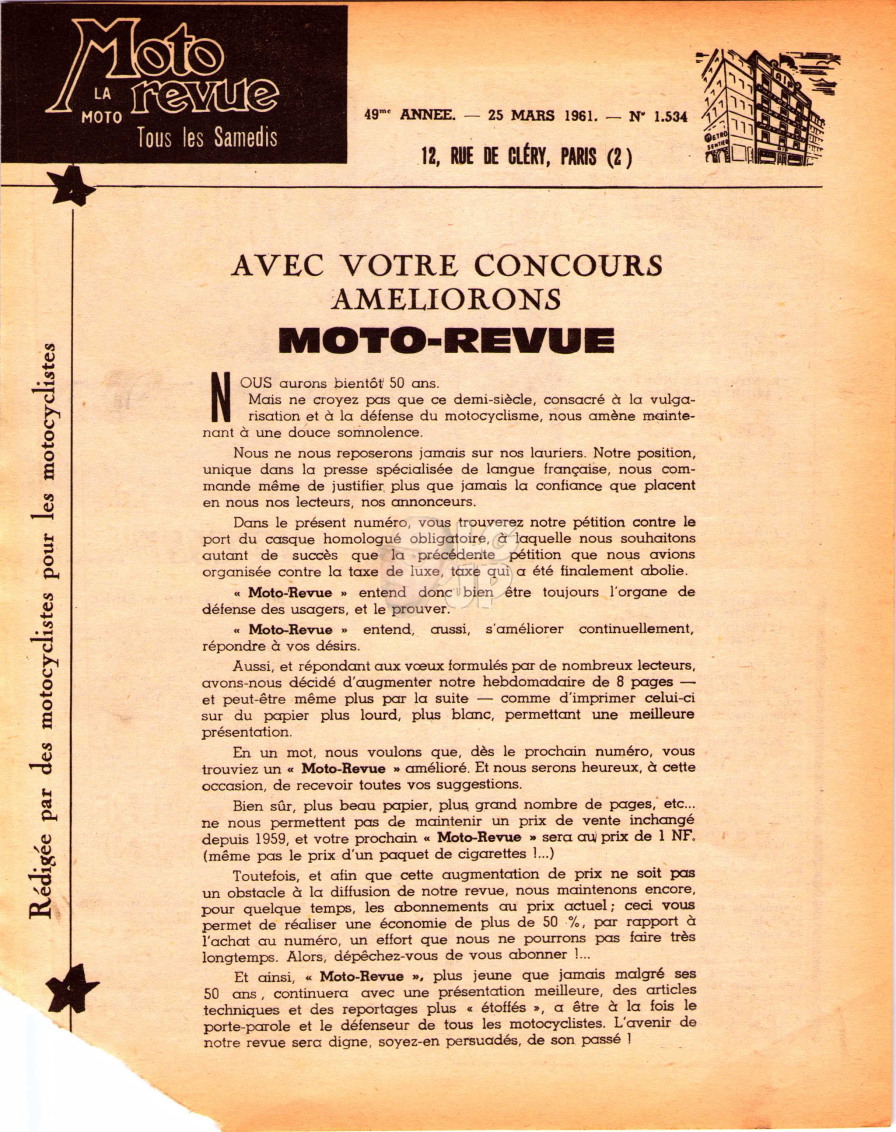 Moto
revue
LA
MOTO
Tous les Samedis
49me ANNEE. — 25 MARS 1961. — N° 1.534
12, RUE DE CLÉRY, PARIS (2)
METRO
SENTIER
AVEC VOTRE CONCOURS
AMELIORONS
MOTO-REVUE
NOUS aurons bientôt 50 ans.
Mais ne croyez pas que ce demi-siècle, consacré à la vulga-
risation et à la défense du motocyclisme, nous amène mainte-
nant à une douce somnolence.
Nous ne nous reposerons jamais sur nos lauriers. Notre position,
unique dans la presse spécialisée de langue française, nous com-
mande même de justifier plus que jamais la confiance que placent
en nous nos lecteurs, nos annonceurs.
Dans le présent numéro, vous trouverez notre pétition contre le
port du casque homologué obligatoire, à laquelle nous souhaitons
autant de succès que la précédente pétition que nous avions
organisée contre la taxe de luxe, taxe qui a été finalement abolie.
« Moto-Revue » entend donc bien être toujours l'organe de
défense des usagers, et le prouver.
« Moto-Revue » entend, aussi, s'améliorer continuellement,
répondre à vos désirs.
Aussi, et répondant aux vœux formulés par de nombreux lecteurs,
avons-nous décidé d'augmenter notre hebdomadaire de 8 pages —
et peut-être même plus par la suite — comme d'imprimer celui-ci
sur du papier plus lourd, plus blanc, permettant une meilleure
présentation.
En un mot, nous voulons que, dès le prochain numéro, vous
trouviez un « Moto-Revue » amélioré. Et nous serons heureux, à cette
occasion, de recevoir toutes vos suggestions.
Bien sûr, plus beau papier, plus grand nombre de pages, etc...
ne nous permettent pas de maintenir un prix de vente inchangé
depuis 1959, et votre prochain « Moto-Revue » sera au prix de 1 NF.
(même pas le prix d'un paquet de cigarettes !...)
Toutefois, et afin que cette augmentation de prix ne soit pas
un obstacle à la diffusion de notre revue, nous maintenons encore,
pour quelque temps, les abonnements au prix actuel ; ceci vous
permet de réaliser une économie de plus de 50 %, par rapport à
l'achat au numéro, un effort que nous ne pourrons pas faire très
longtemps. Alors, dépêchez-vous de vous abonner !...
Et ainsi, « Moto-Revue », plus jeune que jamais malgré ses
50 ans, continuera avec une présentation meilleure, des articles
techniques et des reportages plus « étoffés », a être à la fois le
porte-parole et le défenseur de tous les motocyclistes. L'avenir de
notre revue sera digne, soyez-en persuadés, de son passé !
Rédigée par des motocyclistes pour les motocyclistes